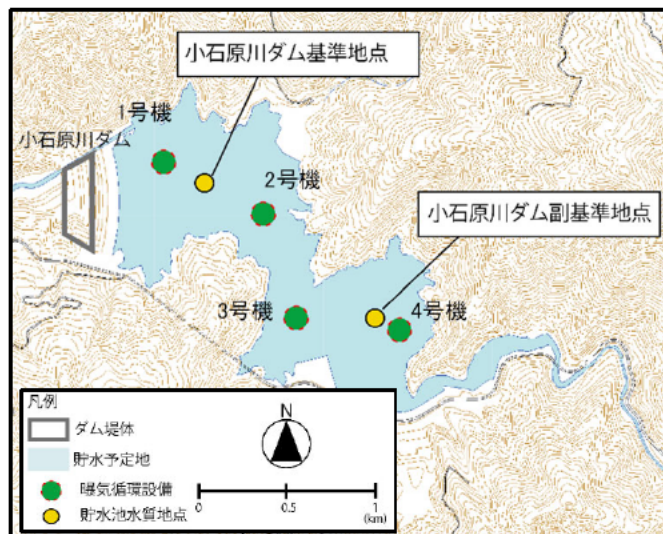 小石原川ダム基準地点
1号機
小石原川ダム
2号機
小石原川ダム副基準地点
3号機
4号機
凡例
ダム堤体
貯水予定地
曝気循環設備
貯水池水質地点
N
0 0.5 1
(km)